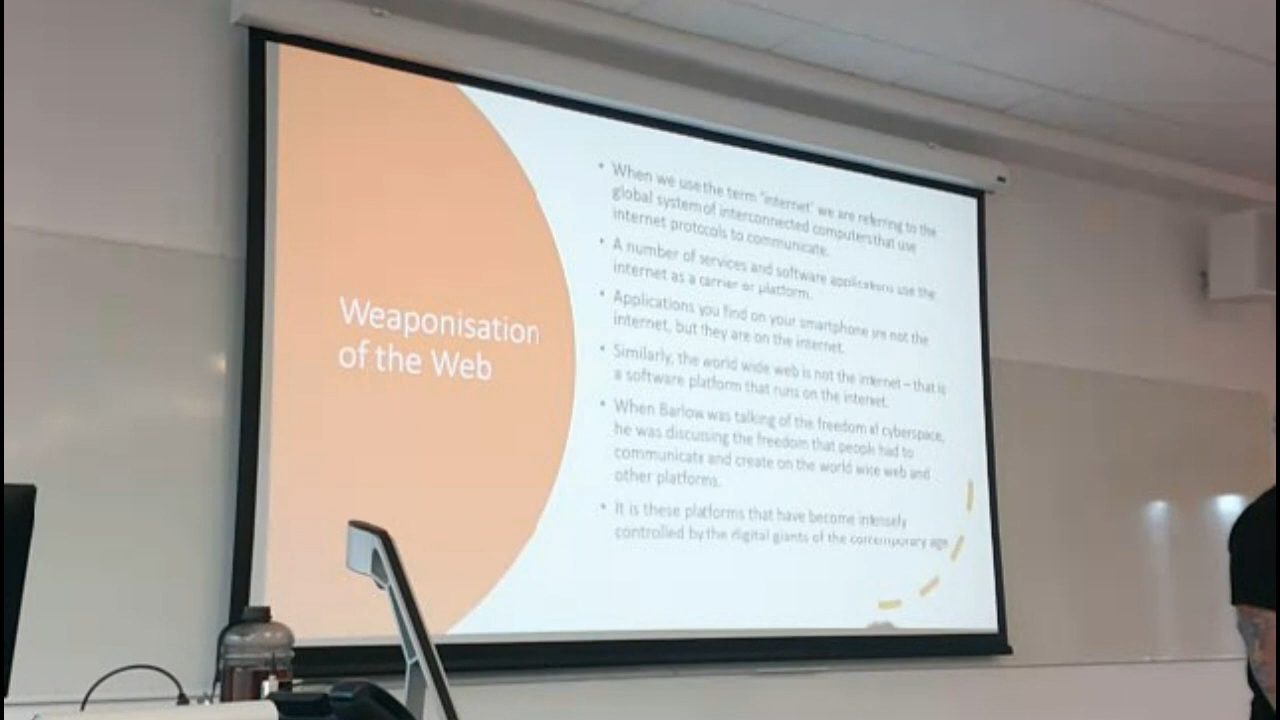 Weaponisation
of the Web
• When we use the term "internet" we are referring to the
global system of interconnected computers that use
internet protocols to communicate.
• A number of services and software applications use the
internet as a carrier or platform.
• Applications you find on your smartphone are not the
internet, but they are on the internet.
• Similarly, the world wide web is not the internet – that is
a software platform that runs on the internet.
• When Barlow was talking of the freedom of cyberspace,
he was discussing the freedom that people had to
communicate and create on the world wide web and
other platforms.
• It is these platforms that have become intensely
controlled by the digital giants of the contemporary age